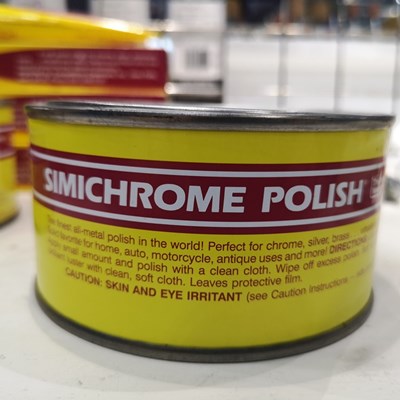 SIMICHROME POLISH
finest all-metal polish in the world! Perfect for chrome, silver, brass
favorite for home, auto, motorcycle, antique uses and more! DIRECTIONS
small amount and polish with a clean cloth. Wipe off excess polish.
with clean, soft cloth. Leaves protective film.
CAUTION: SKIN AND EYE IRRITANT (see Caution Instructions